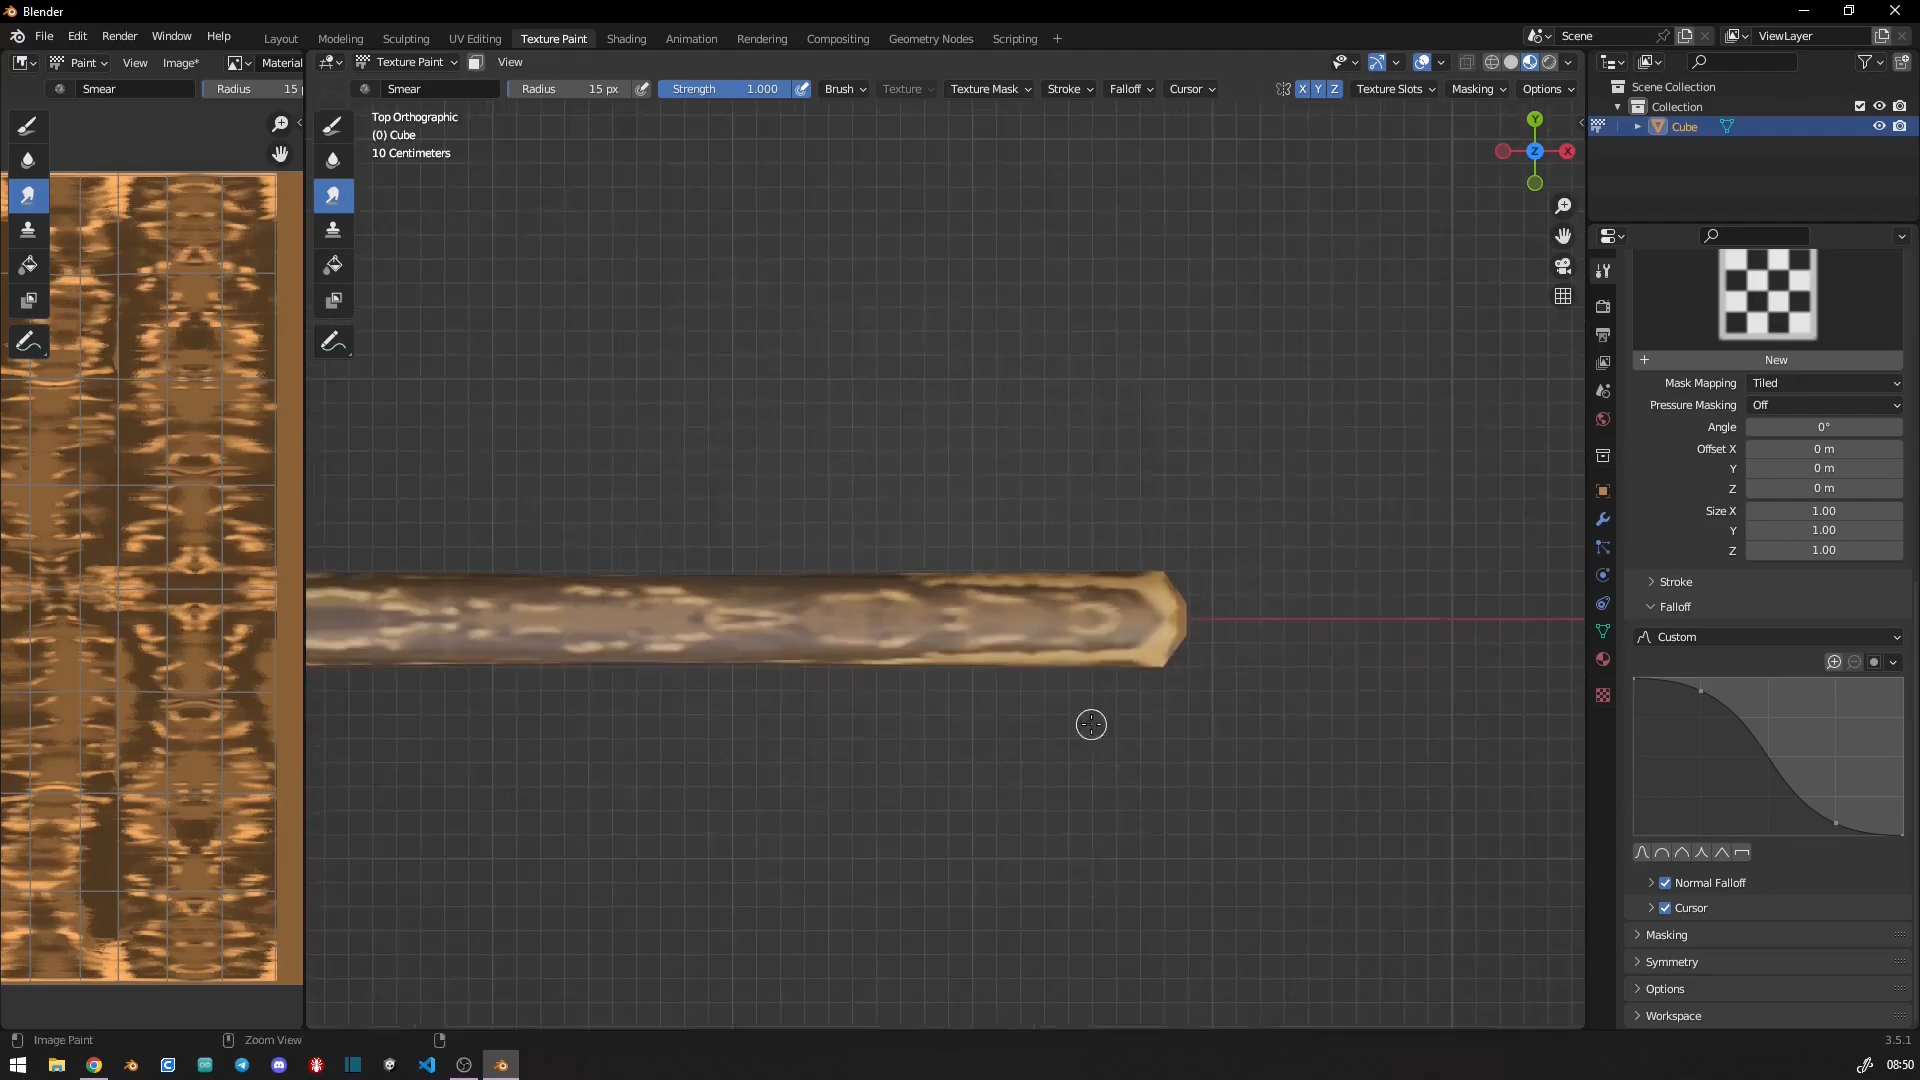 Blender
File Edit Render Window Help
Layout Modeling Sculpting UV Editing Texture Paint Shading Animation Rendering Compositing Geometry Nodes Scripting
Scene
ViewLayer
Paint View Image*
Material
Texture Paint View
Smear
Radius 15
Smear
Radius 15 px
Strength 1.000
Brush Texture Texture Mask Stroke Falloff Cursor
X Y Z
Texture Slots Masking Options
Top Orthographic
(0) Cube
10 Centimeters
Y
Z
X
Scene Collection
Collection
Cube
New
Mask Mapping Tiled
Pressure Masking Off
Angle 0°
Offset X 0 m
Y 0 m
Z 0 m
Size X 1.00
Y 1.00
Z 1.00
Stroke
Falloff
Custom
Normal Falloff
Cursor
Masking
Symmetry
Options
Workspace
Image Paint
Zoom View
3.5.1
08:50